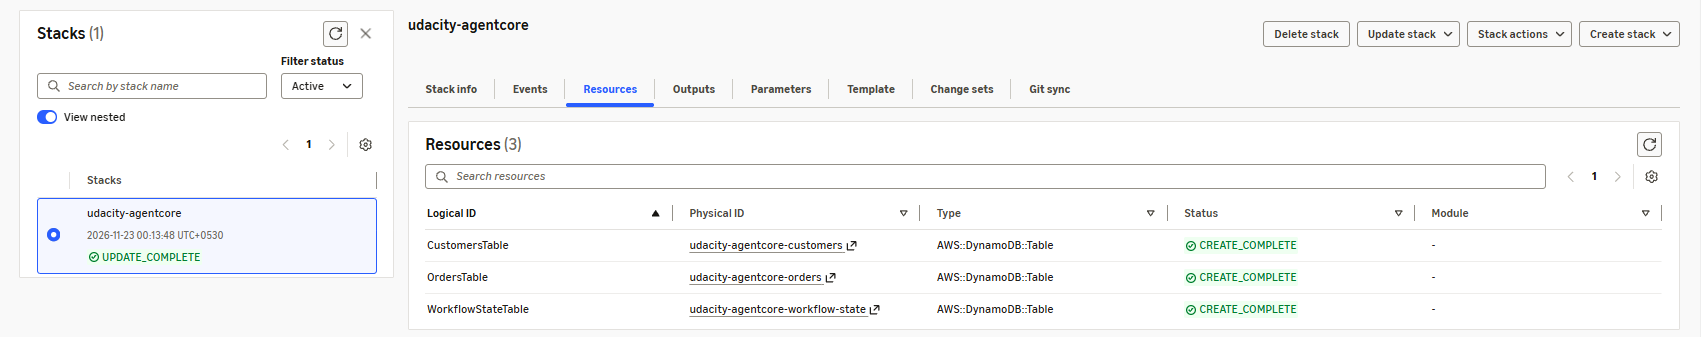 Stacks (1)
Filter status
Search by stack name
Active
View nested
1
Stacks
udacity-agentcore
2026-11-23 00:13:48 UTC+0530
UPDATE_COMPLETE
udacity-agentcore
Delete stack
Update stack
Stack actions
Create stack
Stack info
Events
Resources
Outputs
Parameters
Template
Change sets
Git sync
Resources (3)
Search resources
1
Logical ID Physical ID Type Status Module
CustomersTable udacity-agentcore-customers AWS::DynamoDB::Table CREATE_COMPLETE -
OrdersTable udacity-agentcore-orders AWS::DynamoDB::Table CREATE_COMPLETE -
WorkflowStateTable udacity-agentcore-workflow-state AWS::DynamoDB::Table CREATE_COMPLETE -